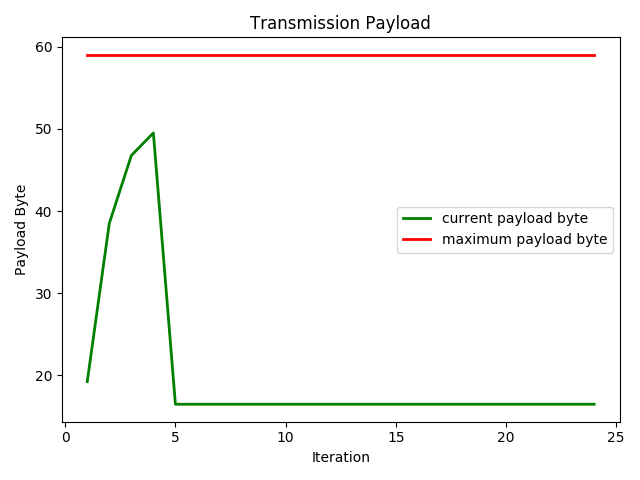 Transmission Payload
60
50
40
30
20
Payload Byte
current payload byte
maximum payload byte
0 5 10 15 20 25
Iteration